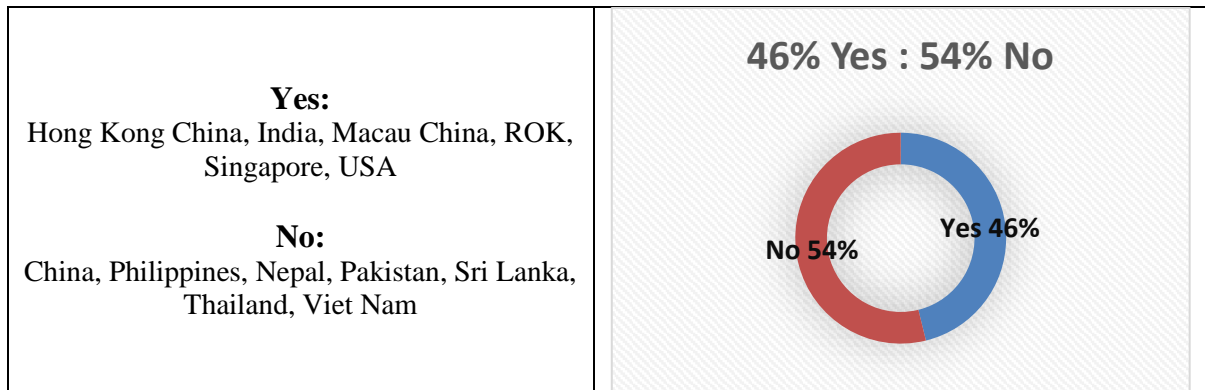 Yes:
Hong Kong China, India, Macau China, ROK,
Singapore, USA
No:
China, Philippines, Nepal, Pakistan, Sri Lanka,
Thailand, Viet Nam
46% Yes : 54% No
Yes 46%
No 54%